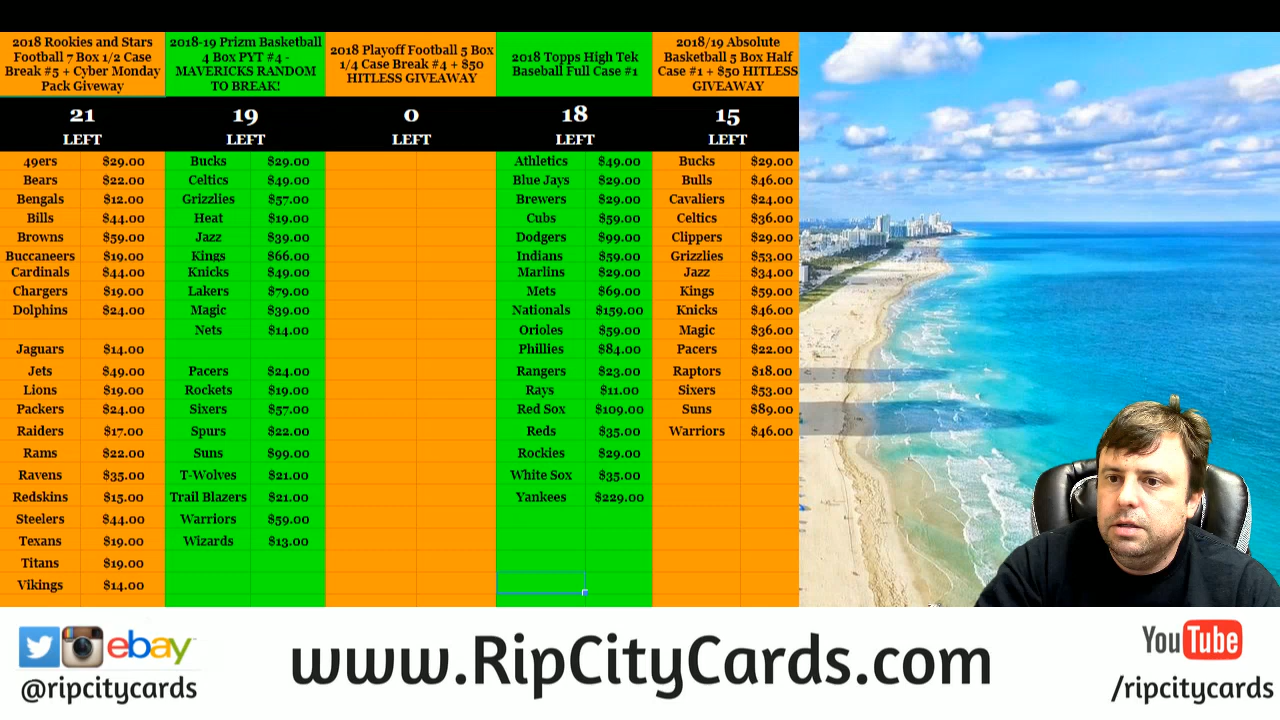 2018 Rookies and Stars
Football 7 Box 1/2 Case
Break #5 + Cyber Monday
Pack Giveway
21
LEFT
49ers $29.00
Bears $22.00
Bengals $12.00
Bills $44.00
Browns $59.00
Buccaneers $19.00
Cardinals $44.00
Chargers $19.00
Dolphins $24.00
Jaguars $14.00
Jets $49.00
Lions $19.00
Packers $24.00
Raiders $17.00
Rams $22.00
Ravens $35.00
Redskins $15.00
Steelers $44.00
Texans $19.00
Titans $19.00
Vikings $14.00
2018-19 Prizm Basketball
4 Box PYT #4 -
MAVERICKS RANDOM
TO BREAK!
19
LEFT
Bucks $29.00
Celtics $49.00
Grizzlies $57.00
Heat $19.00
Jazz $39.00
Kings $66.00
Knicks $49.00
Lakers $79.00
Magic $39.00
Nets $14.00
Pacers $24.00
Rockets $19.00
Sixers $57.00
Spurs $22.00
Suns $99.00
T-Wolves $21.00
Trail Blazers $21.00
Warriors $59.00
Wizards $13.00
2018 Playoff Football 5 Box
1/4 Case Break #4 + $50
HITLESS GIVEAWAY
0
LEFT
2018 Topps High Tek
Baseball Full Case #1
18
LEFT
Athletics $49.00
Blue Jays $29.00
Brewers $29.00
Cubs $59.00
Dodgers $99.00
Indians $59.00
Marlins $29.00
Mets $69.00
Nationals $159.00
Orioles $59.00
Phillies $84.00
Rangers $23.00
Rays $11.00
Red Sox $109.00
Reds $35.00
Rockies $29.00
White Sox $35.00
Yankees $229.00
2018/19 Absolute
Basketball 5 Box Half
Case #1 + $50 HITLESS
GIVEAWAY
15
LEFT
Bucks $29.00
Bulls $46.00
Cavaliers $24.00
Celtics $36.00
Clippers $29.00
Grizzlies $53.00
Jazz $34.00
Kings $59.00
Knicks $46.00
Magic $36.00
Pacers $22.00
Raptors $18.00
Sixers $53.00
Suns $89.00
Warriors $46.00
ebay
@ripcitycards
www.RipCityCards.com
YouTube
/ripcitycards